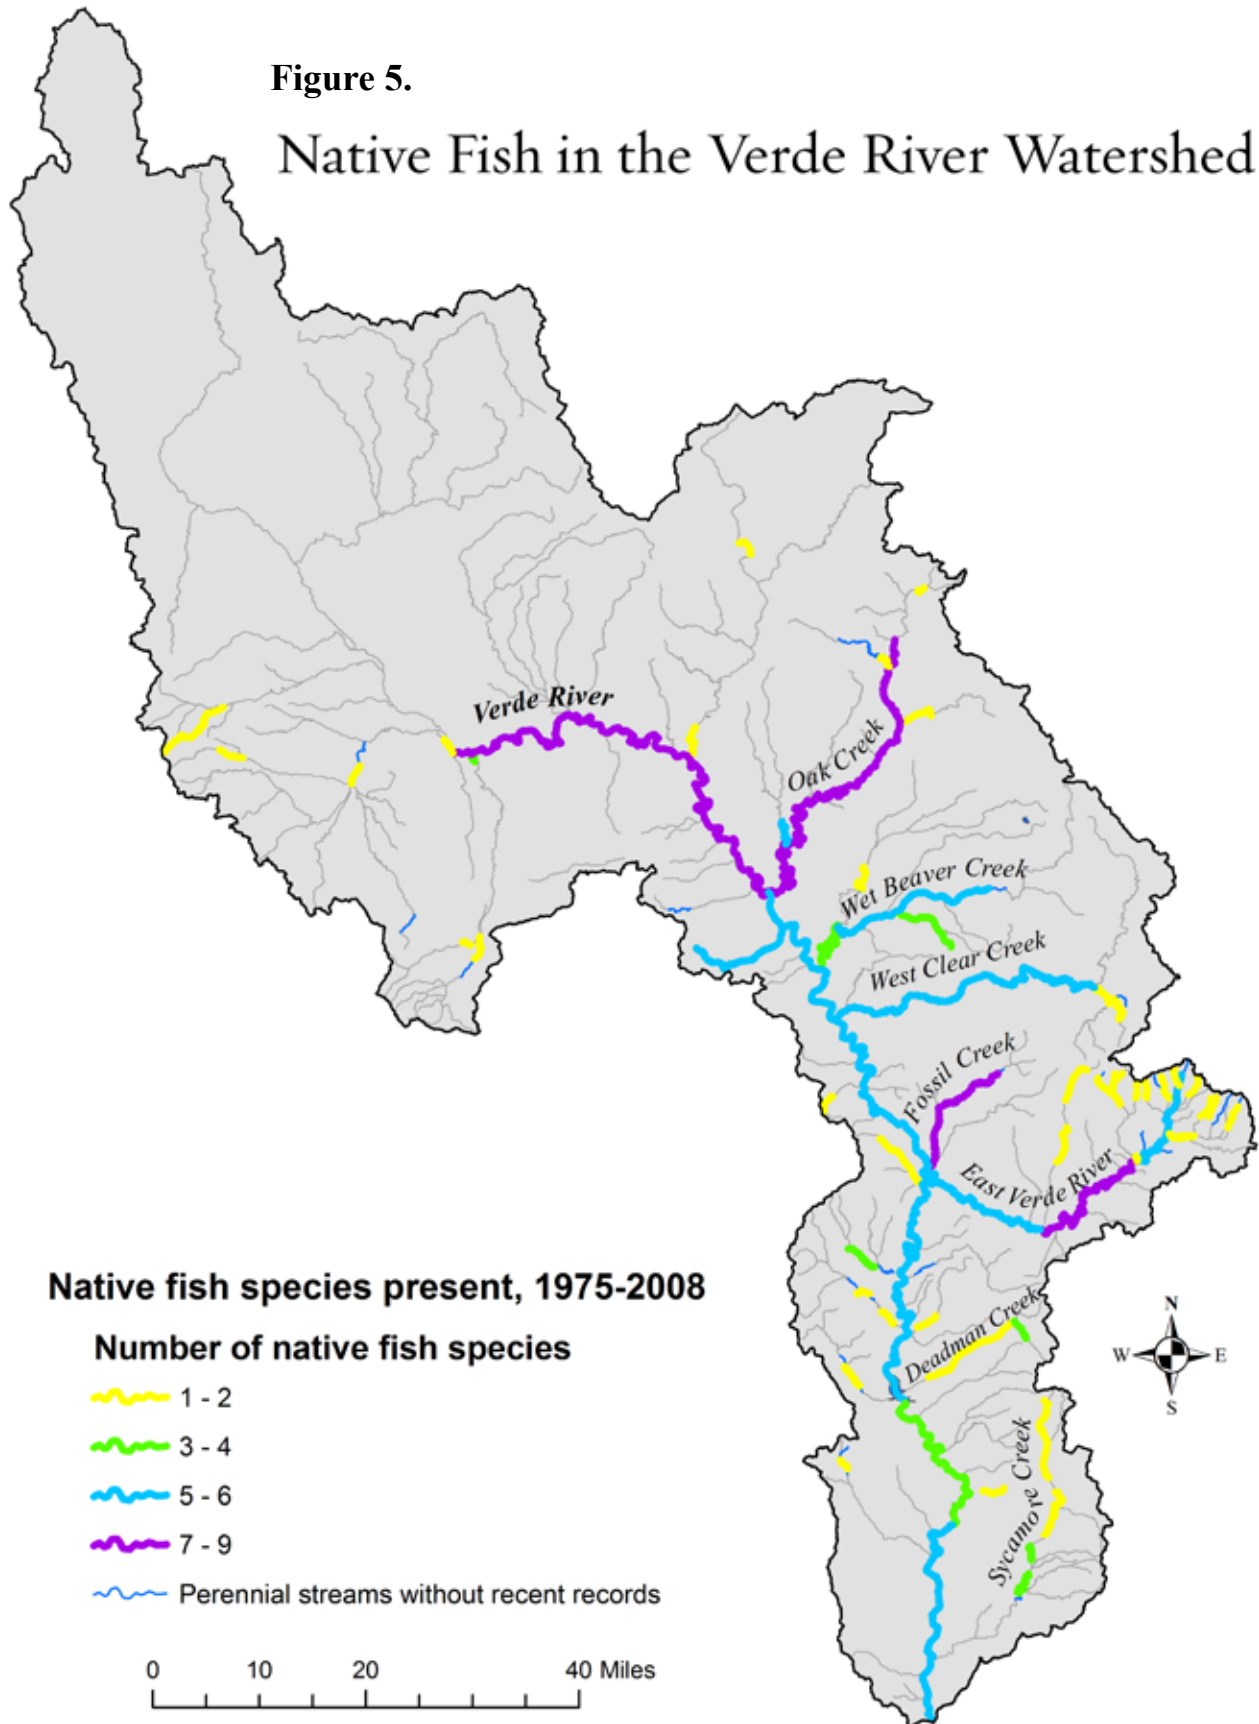 Figure 5.
Native Fish in the Verde River Watershed
Verde River
Oak Creek
Wet Beaver Creek
West Clear Creek
Fossil Creek
East Verde River
Deadman Creek
Sycamore Creek
Native fish species present, 1975-2008
Number of native fish species
1 - 2
3 - 4
5 - 6
7 - 9
Perennial streams without recent records
0 10 20 40 Miles
N
W E
S